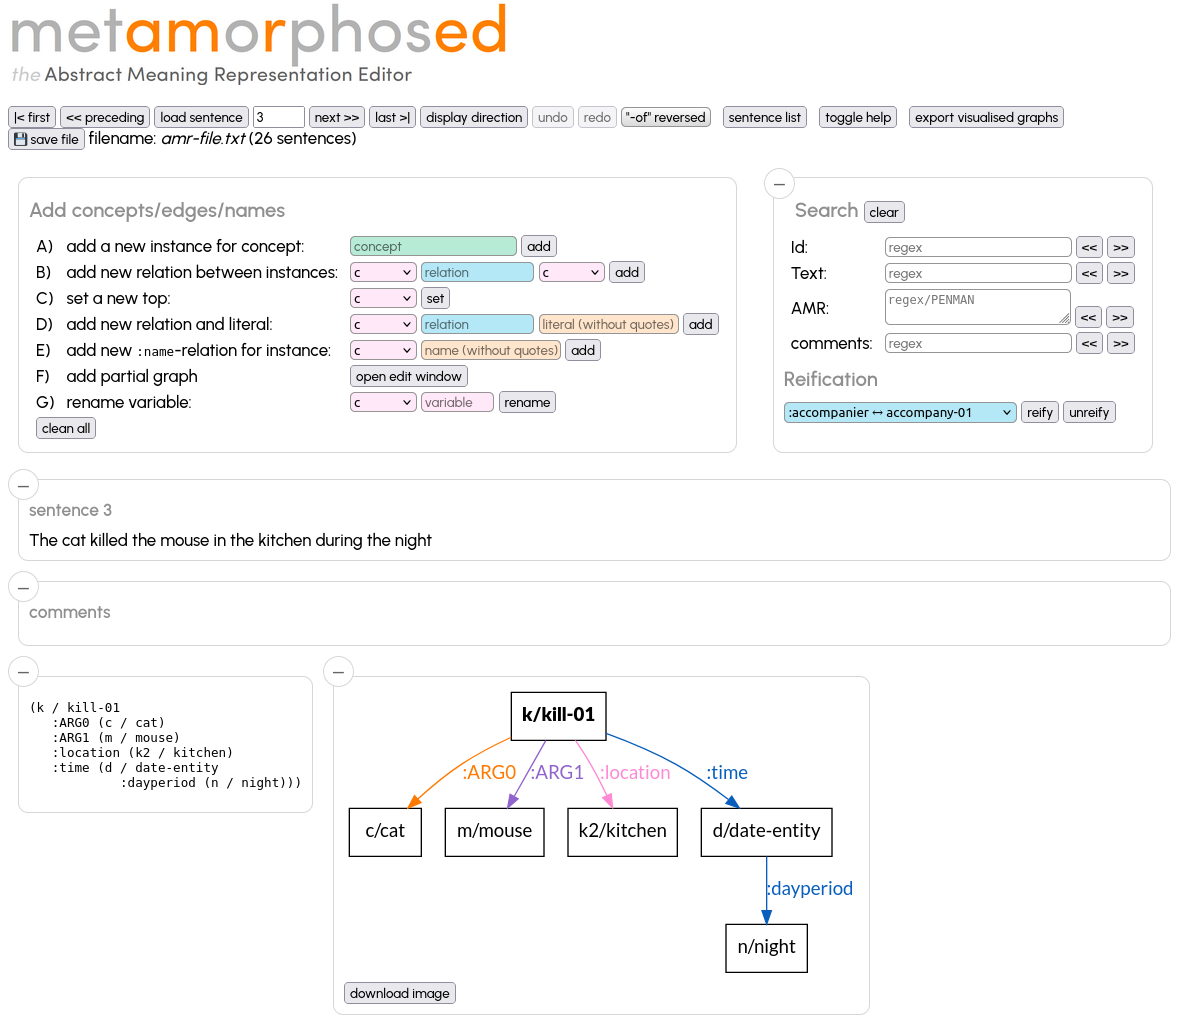 metamorphosed
the Abstract Meaning Representation Editor
|< first << preceding load sentence 3 next >> last >| display direction undo redo "-of" reversed sentence list toggle help export visualised graphs
💾 save file filename: amr-file.txt (26 sentences)
Add concepts/edges/names
A) add a new instance for concept: concept add
B) add new relation between instances: c relation c add
C) set a new top: c set
D) add new relation and literal: c relation literal (without quotes) add
E) add new :name-relation for instance: c name (without quotes) add
F) add partial graph open edit window
G) rename variable: c variable rename
clean all
Search clear
Id: regex << >>
Text: regex << >>
AMR: regex/PENMAN << >>
comments: regex << >>
Reification
:accompanier ↔ accompany-01 reify unreify
sentence 3
The cat killed the mouse in the kitchen during the night
comments
(k / kill-01
:ARG0 (c / cat)
:ARG1 (m / mouse)
:location (k2 / kitchen)
:time (d / date-entity
:dayperiod (n / night)))
k/kill-01
:ARG0 :ARG1 :location :time
c/cat m/mouse k2/kitchen d/date-entity
:dayperiod
n/night
download image